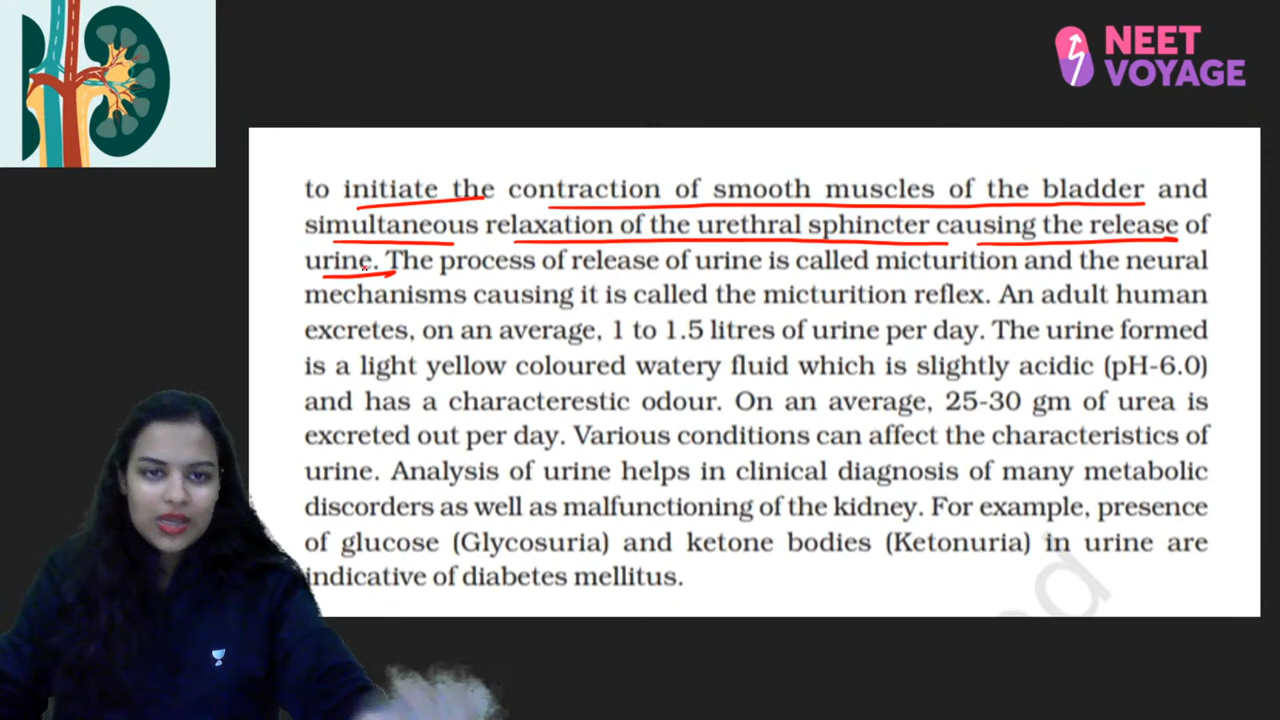 NEET
VOYAGE
to initiate the contraction of smooth muscles of the bladder and
simultaneous relaxation of the urethral sphincter causing the release of
urine. The process of release of urine is called micturition and the neural
mechanisms causing it is called the micturition reflex. An adult human
excretes, on an average, 1 to 1.5 litres of urine per day. The urine formed
is a light yellow coloured watery fluid which is slightly acidic (pH-6.0)
and has a characterestic odour. On an average, 25-30 gm of urea is
excreted out per day. Various conditions can affect the characteristics of
urine. Analysis of urine helps in clinical diagnosis of many metabolic
discorders as well as malfunctioning of the kidney. For example, presence
of glucose (Glycosuria) and ketone bodies (Ketonuria) in urine are
indicative of diabetes mellitus.